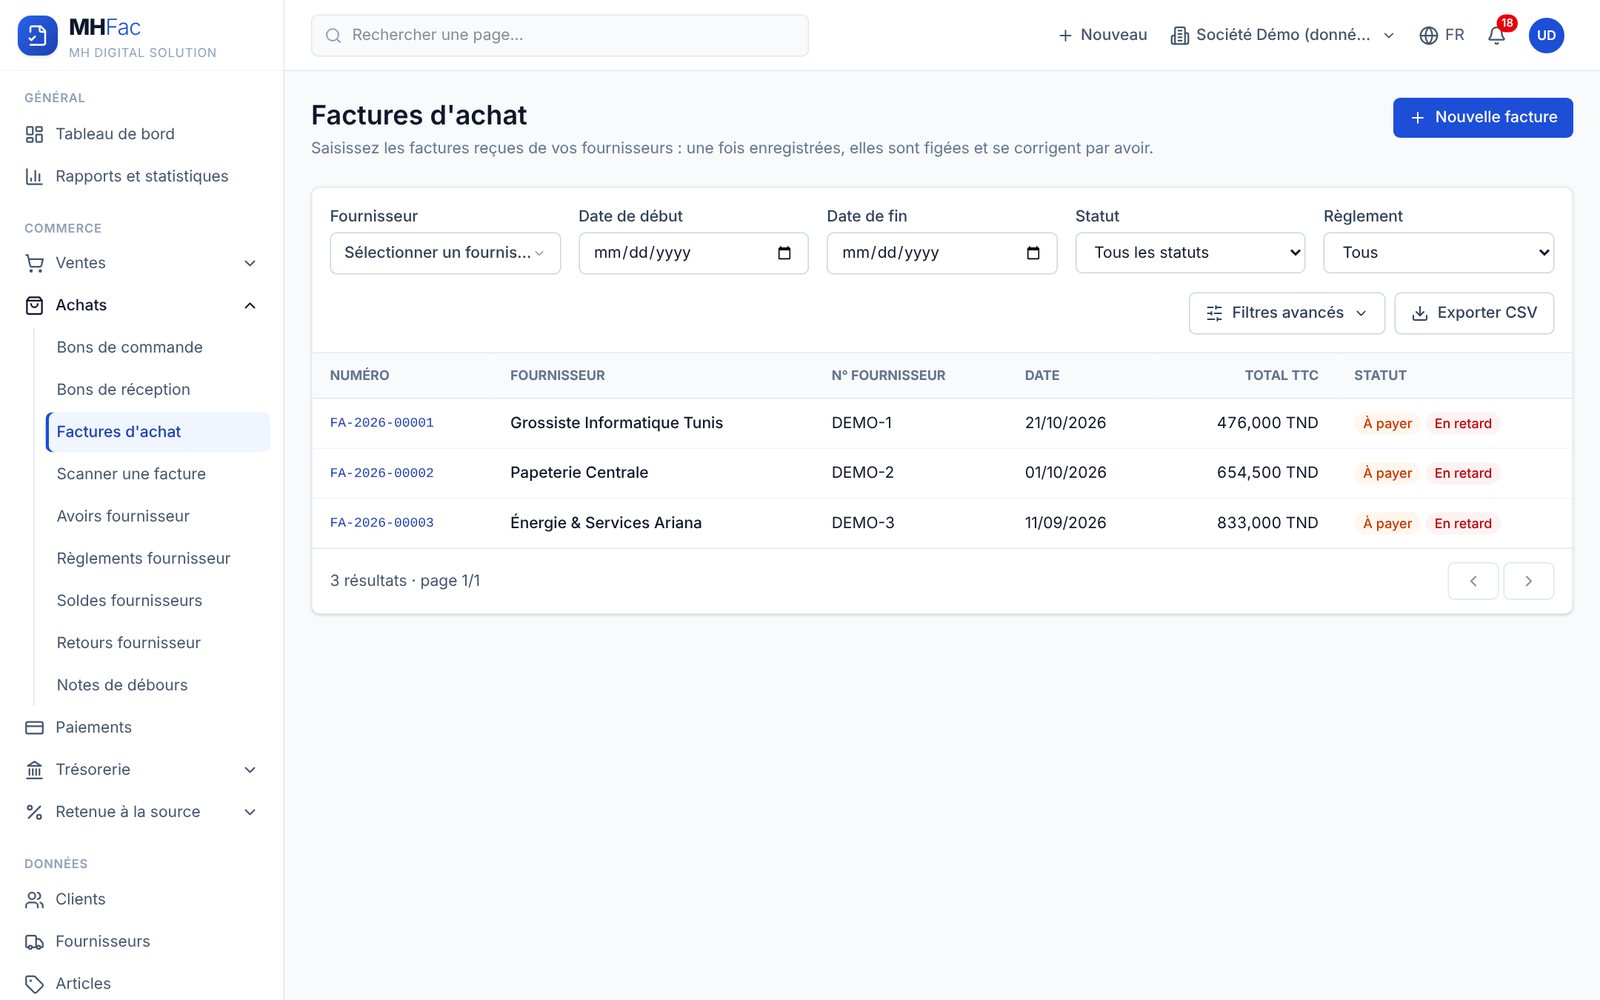 MHFac
MH DIGITAL SOLUTION
Rechercher une page...
Nouveau
Société Démo (donné...
FR
18
UD
GÉNÉRAL
Tableau de bord
Rapports et statistiques
COMMERCE
Ventes
Achats
Bons de commande
Bons de réception
Factures d'achat
Scanner une facture
Avoirs fournisseur
Règlements fournisseur
Soldes fournisseurs
Retours fournisseur
Notes de débours
Paiements
Trésorerie
Retenue à la source
DONNÉES
Clients
Fournisseurs
Articles
Factures d'achat
Saisissez les factures reçues de vos fournisseurs : une fois enregistrées, elles sont figées et se corrigent par avoir.
Nouvelle facture
Fournisseur Date de début Date de fin Statut Règlement
Sélectionner un fournis... mm/dd/yyyy mm/dd/yyyy Tous les statuts Tous
Filtres avancés Exporter CSV
NUMÉRO FOURNISSEUR N° FOURNISSEUR DATE TOTAL TTC STATUT
FA-2026-00001 Grossiste Informatique Tunis DEMO-1 21/10/2026 476,000 TND À payer En retard
FA-2026-00002 Papeterie Centrale DEMO-2 01/10/2026 654,500 TND À payer En retard
FA-2026-00003 Énergie & Services Ariana DEMO-3 11/09/2026 833,000 TND À payer En retard
3 résultats · page 1/1